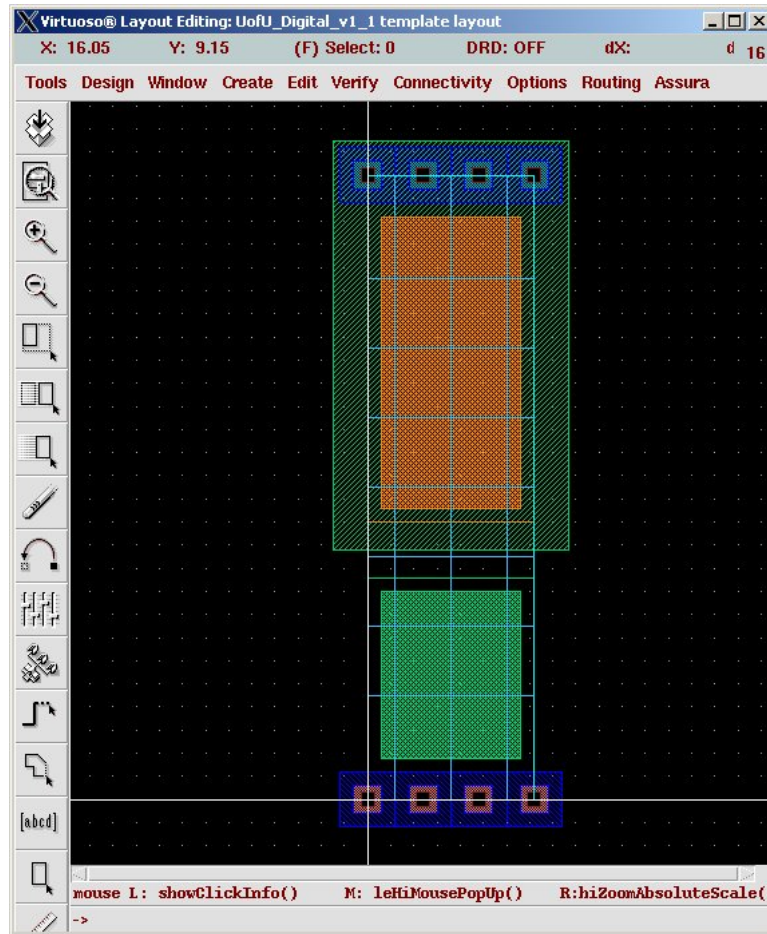 Virtuoso® Layout Editing: UofU_Digital_v1_1 template layout
X: 16.05 Y: 9.15 (F) Select: 0 DRD: OFF dX: d 16
Tools Design Window Create Edit Verify Connectivity Options Routing Assura
[abcd]
mouse L: showClickInfo() M: leHiMousePopUp() R:hiZoomAbsoluteScale(
->